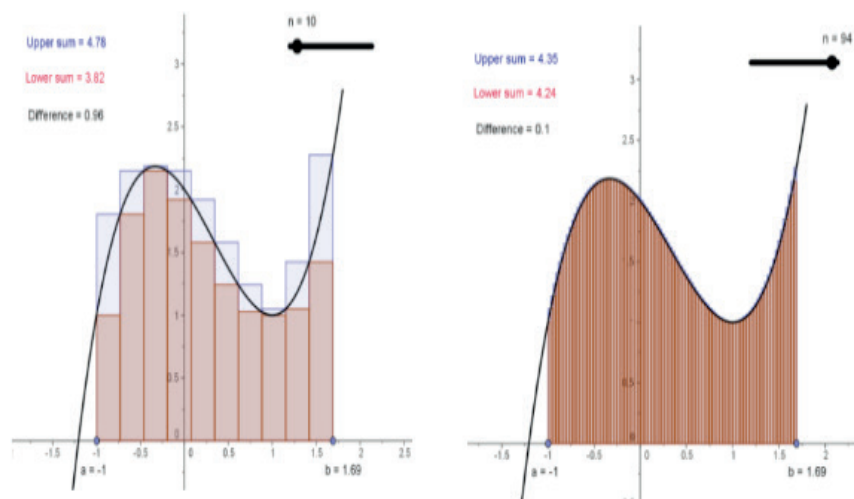 n = 10
Upper sum = 4.78
Lower sum = 3.82
Difference = 0.96
3
2.5
2
1.5
1
0.5
0
-1
-0.5
0
0.5
1
1.5
2
2.5
a = -1
b = 1.69
n = 94
Upper sum = 4.35
Lower sum = 4.24
Difference = 0.1
3
2.5
2
1.5
1
0.5
0
-1
-0.5
0
0.5
1
1.5
2
a = -1
b = 1.69